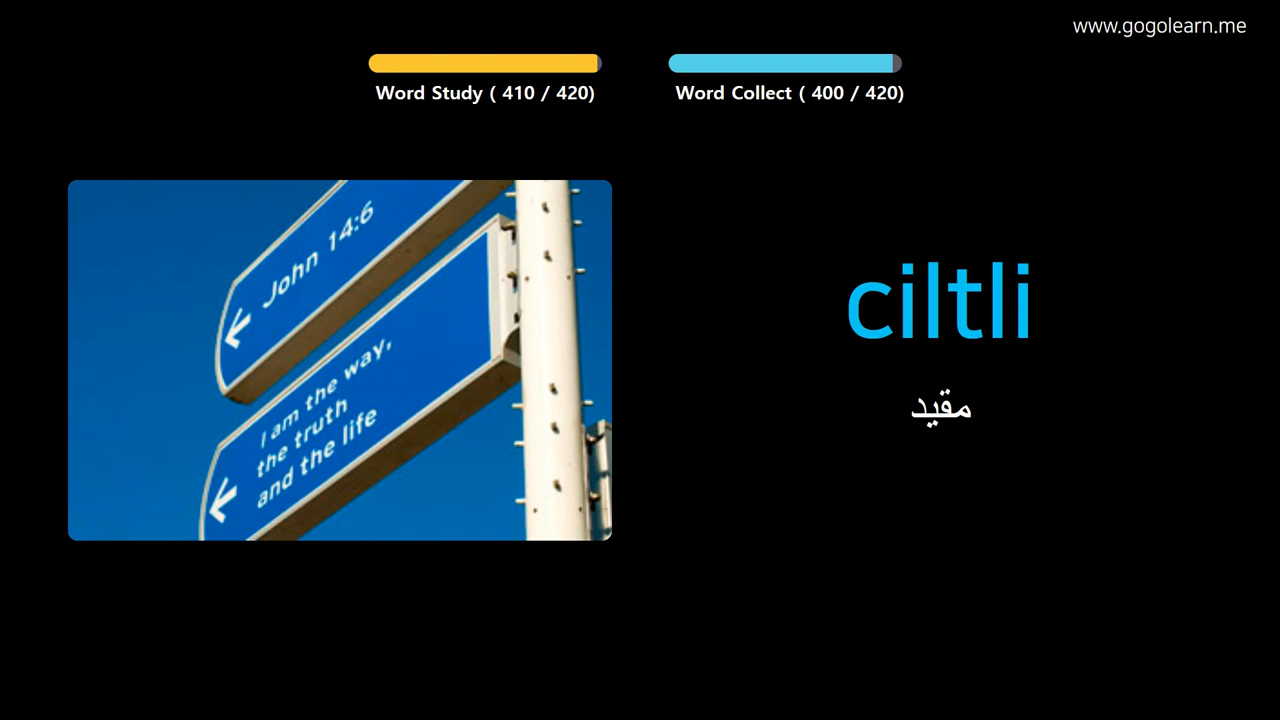 www.gogolearn.me
Word Study ( 410 / 420)
Word Collect ( 400 / 420)
John 14:6
I am the way,
the truth
and the life
ciltli
مقيد